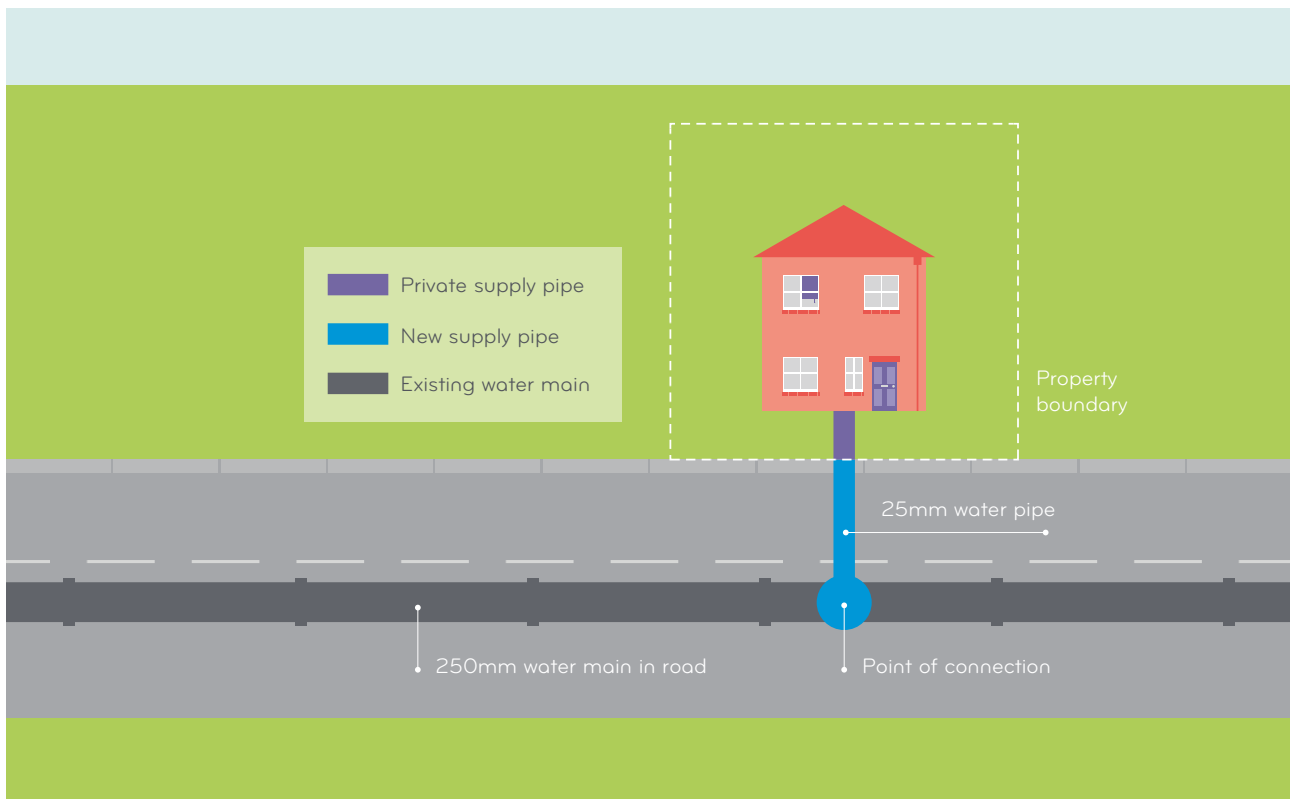 Private supply pipe
New supply pipe
Existing water main
Property
boundary
25mm water pipe
250mm water main in road
Point of connection